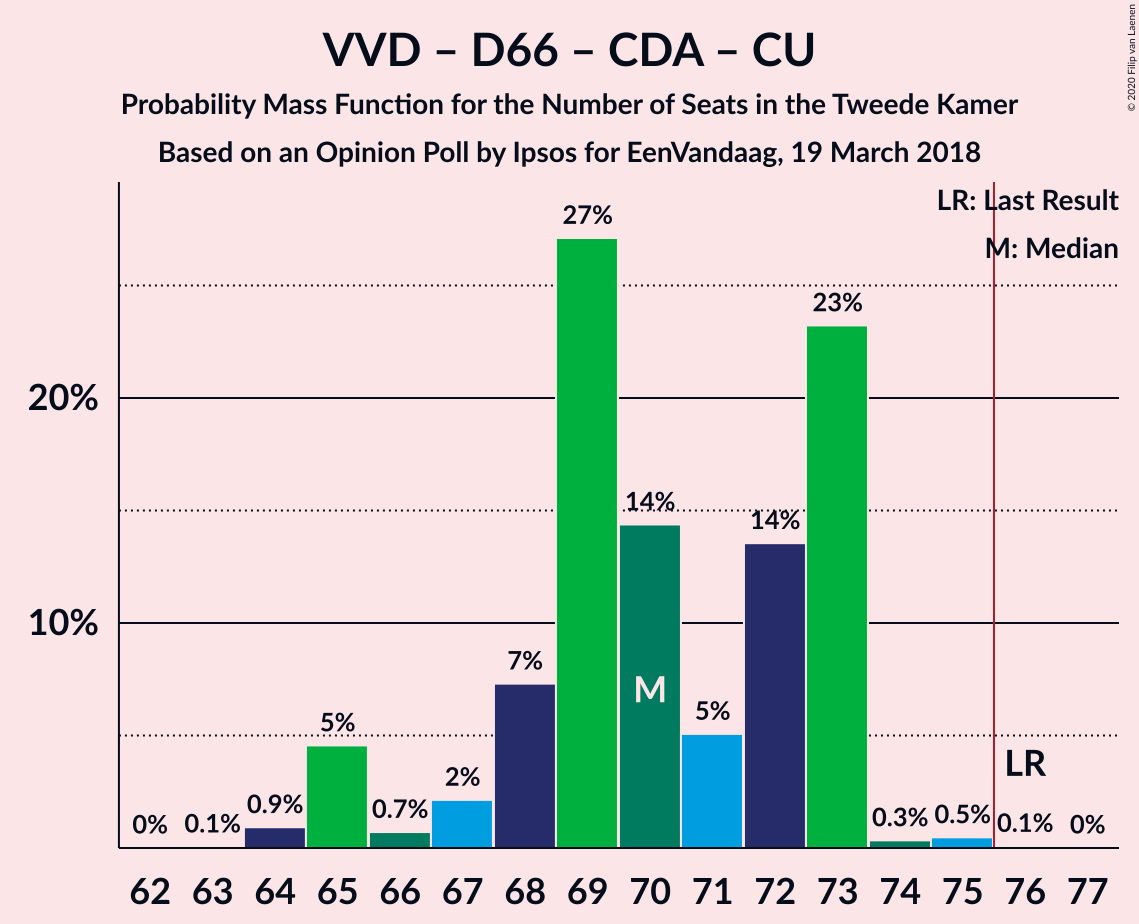 VVD – D66 – CDA – CU
Probability Mass Function for the Number of Seats in the Tweede Kamer
Based on an Opinion Poll by Ipsos for EenVandaag, 19 March 2018
© 2020 Filip van Laenen
LR: Last Result
M: Median
27%
23%
20%
14%
14%
10%
7%
M
5%
5%
LR
2%
0%
0.1%
0.9%
0.7%
0.3%
0.5%
0.1%
0%
62 63 64 65 66 67 68 69 70 71 72 73 74 75 76 77